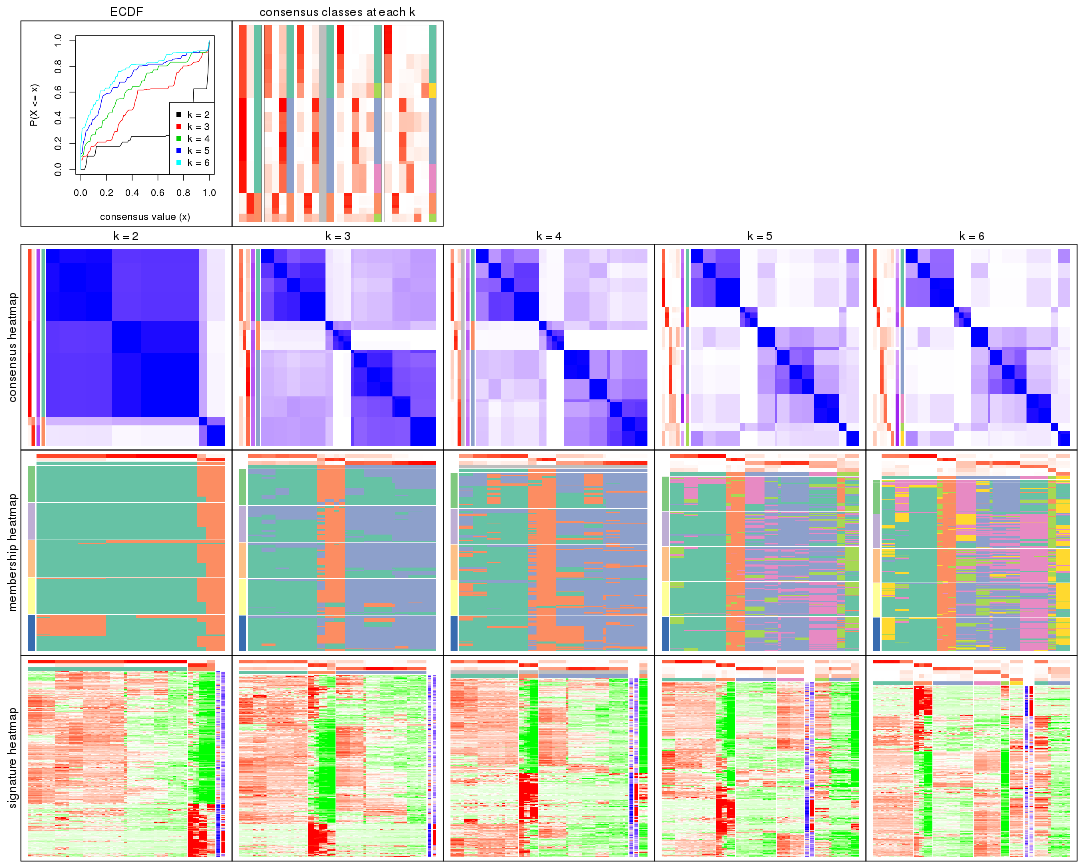 ECDF
consensus classes at each k
P(X <= x)
0.0 0.2 0.4 0.6 0.8 1.0
k = 2
k = 3
k = 4
k = 5
k = 6
0.0 0.2 0.4 0.6 0.8 1.0
consensus value (x)
k = 2
k = 3
k = 4
k = 5
k = 6
consensus heatmap
membership heatmap
signature heatmap